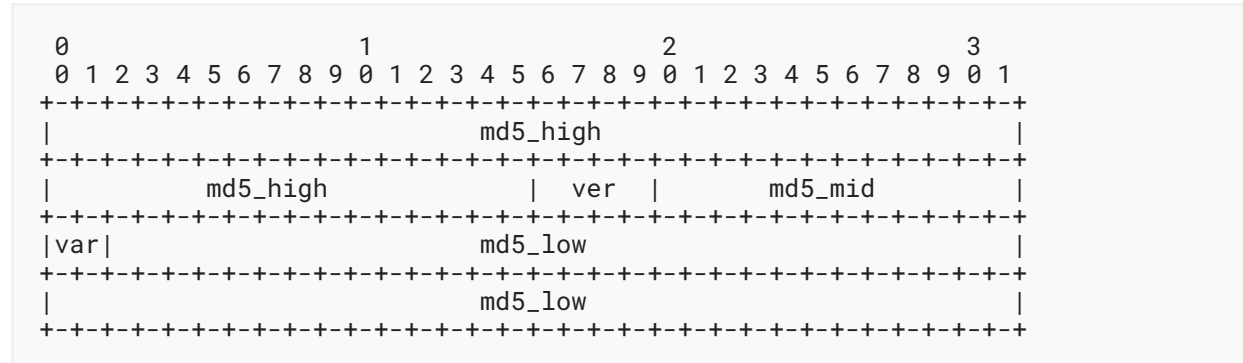 0                   1                   2                   3
 0 1 2 3 4 5 6 7 8 9 0 1 2 3 4 5 6 7 8 9 0 1 2 3 4 5 6 7 8 9 0 1
+-+-+-+-+-+-+-+-+-+-+-+-+-+-+-+-+-+-+-+-+-+-+-+-+-+-+-+-+-+-+-+-+
|                            md5_high                           |
+-+-+-+-+-+-+-+-+-+-+-+-+-+-+-+-+-+-+-+-+-+-+-+-+-+-+-+-+-+-+-+-+
|          md5_high             |  ver  |       md5_mid         |
+-+-+-+-+-+-+-+-+-+-+-+-+-+-+-+-+-+-+-+-+-+-+-+-+-+-+-+-+-+-+-+-+
|var|                        md5_low                            |
+-+-+-+-+-+-+-+-+-+-+-+-+-+-+-+-+-+-+-+-+-+-+-+-+-+-+-+-+-+-+-+-+
|                            md5_low                            |
+-+-+-+-+-+-+-+-+-+-+-+-+-+-+-+-+-+-+-+-+-+-+-+-+-+-+-+-+-+-+-+-+